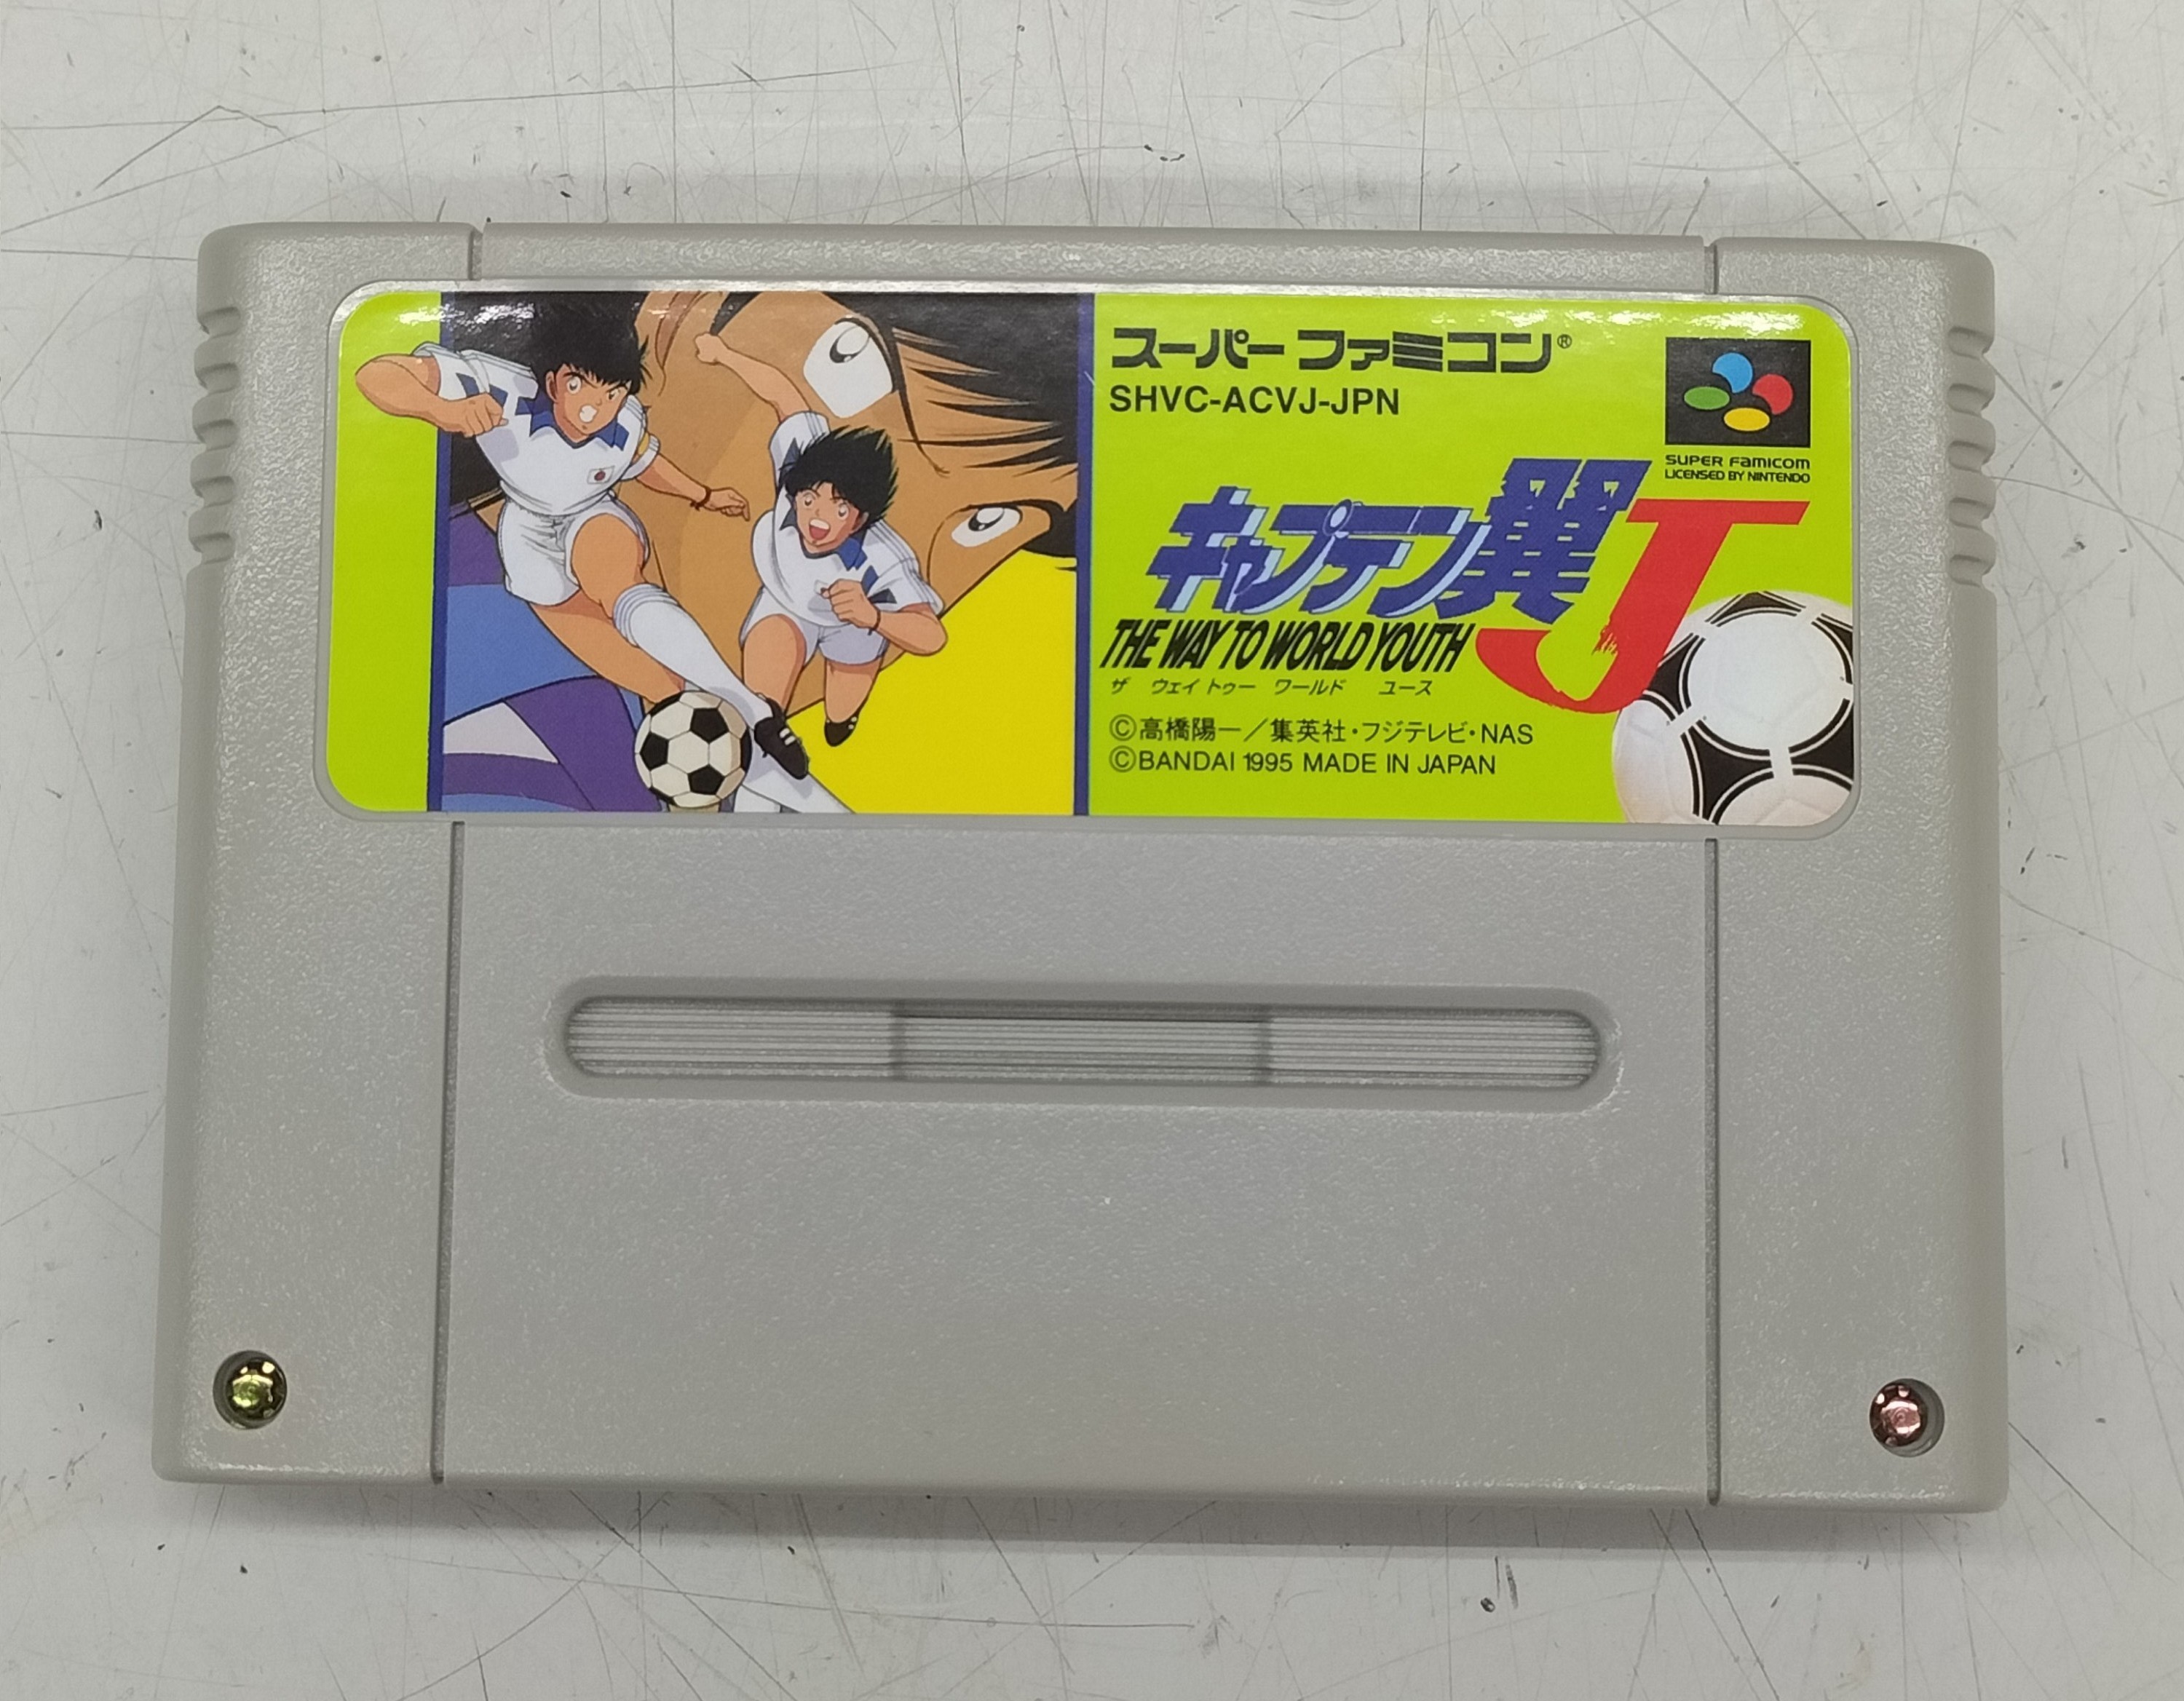 スーパーファミコン®
SHVC-ACVJ-JPN
SUPER FAMICOM
LICENSED BY NINTENDO
キャプテン翼J
THE WAY TO WORLD YOUTH
ザ ウェイ トゥー ワールド ユース
©高橋陽一／集英社・フジテレビ・NAS
©BANDAI 1995 MADE IN JAPAN